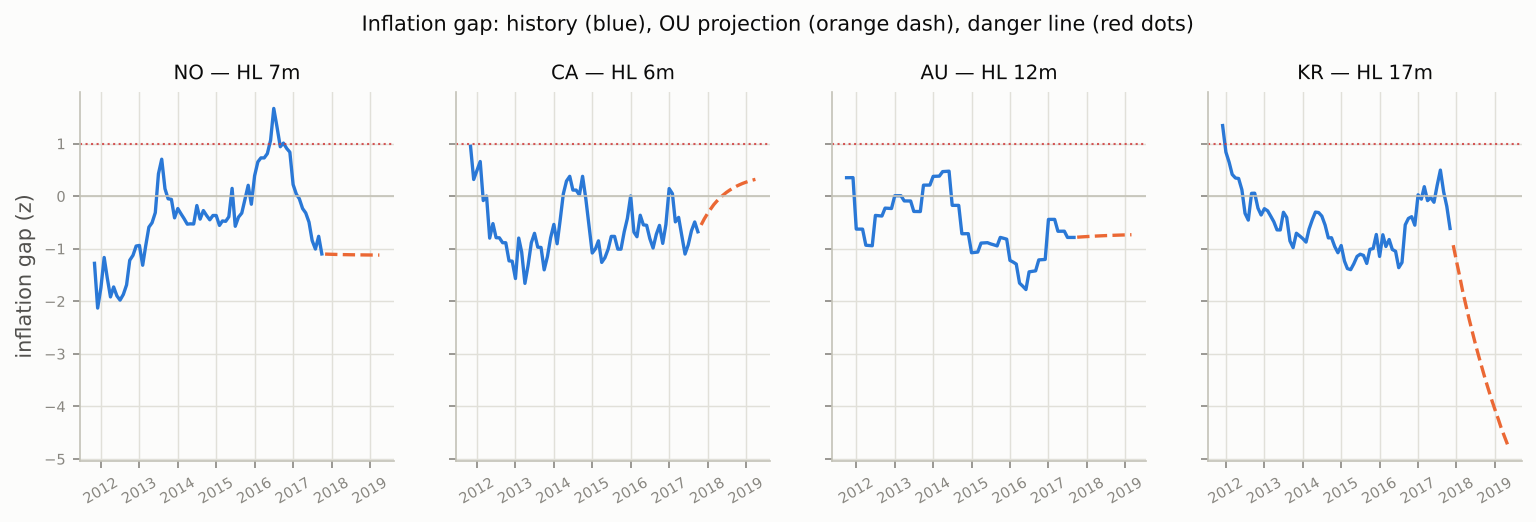 Inflation gap: history (blue), OU projection (orange dash), danger line (red dots)
NO — HL 7m
CA — HL 6m
AU — HL 12m
KR — HL 17m
inflation gap (z)
1
0
−1
−2
−3
−4
−5
2012 2013 2014 2015 2016 2017 2018 2019
2012 2013 2014 2015 2016 2017 2018 2019
2012 2013 2014 2015 2016 2017 2018 2019
2012 2013 2014 2015 2016 2017 2018 2019